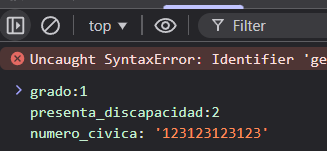 top
Filter
Uncaught SyntaxError: Identifier 'ge
grado:1
presenta_discapacidad:2
numero_civica: '123123123123'